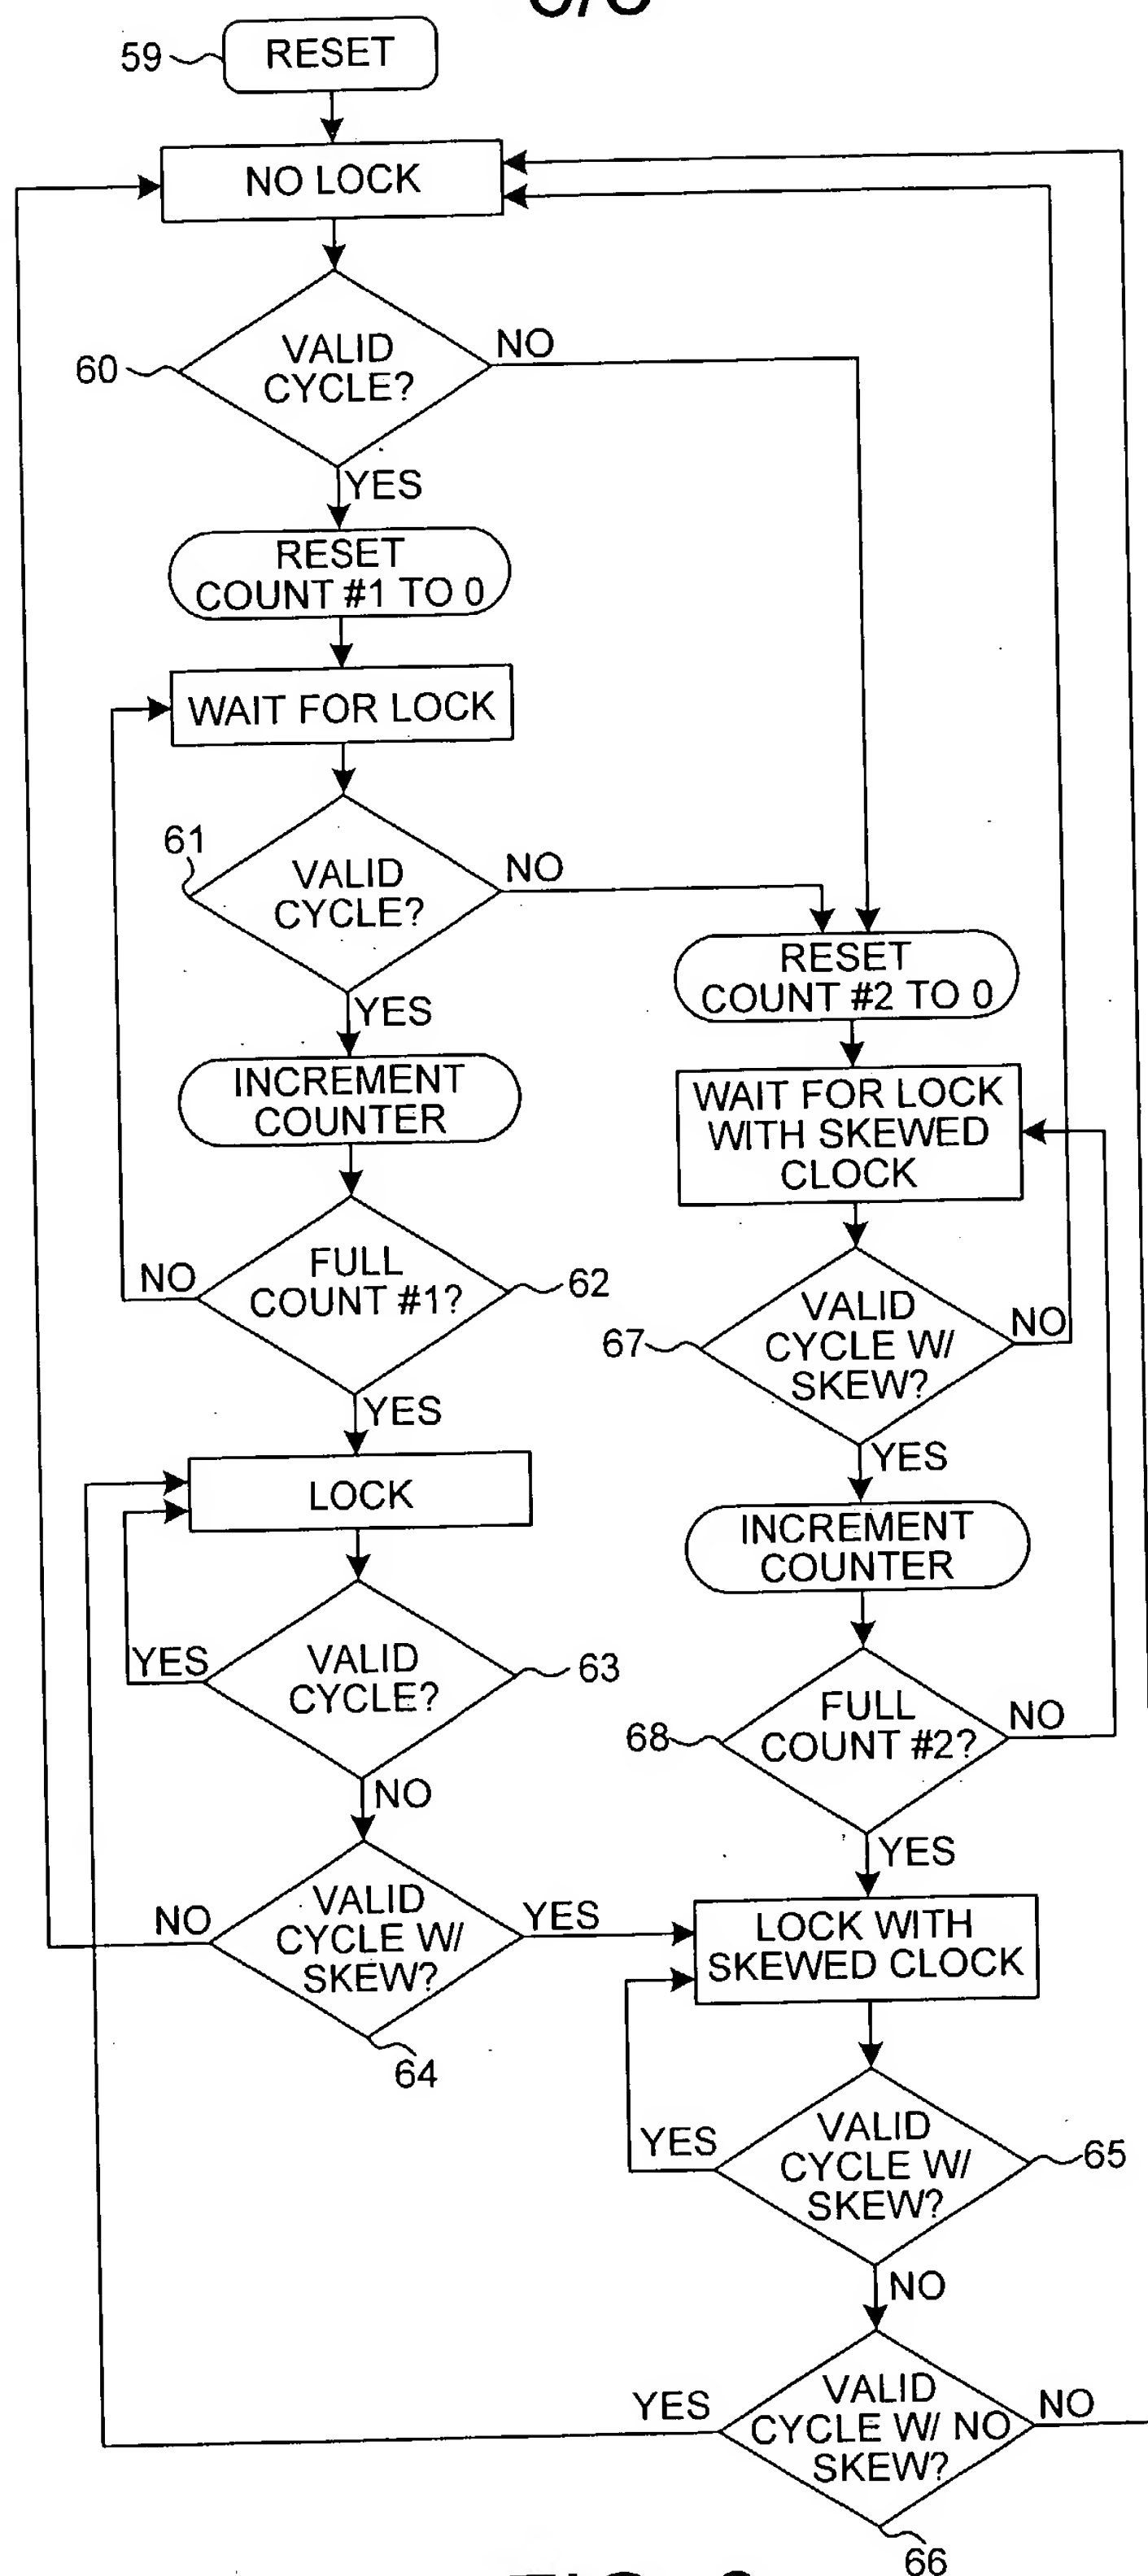 59
RESET
NO LOCK
60
VALID
CYCLE?
NO
YES
RESET
COUNT #1 TO 0
WAIT FOR LOCK
61
VALID
CYCLE?
NO
YES
RESET
COUNT #2 TO 0
INCREMENT
COUNTER
WAIT FOR LOCK
WITH SKEWED
CLOCK
FULL
COUNT #1?
NO
62
YES
67
VALID
CYCLE W/
SKEW?
NO
YES
LOCK
INCREMENT
COUNTER
VALID
CYCLE?
YES
63
NO
68
FULL
COUNT #2?
NO
YES
VALID
CYCLE W/
SKEW?
NO
YES
64
LOCK WITH
SKEWED CLOCK
VALID
CYCLE W/
SKEW?
YES
65
NO
VALID
CYCLE W/ NO
SKEW?
YES
NO
66